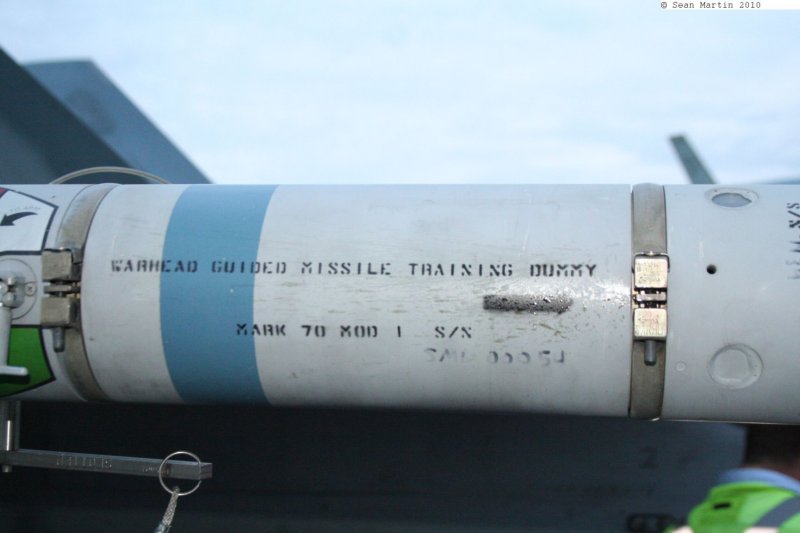 © Sean Martin 2010
WARHEAD GUIDED MISSILE TRAINING DUMMY
MARK 70 MOD 1 S/N
S/S